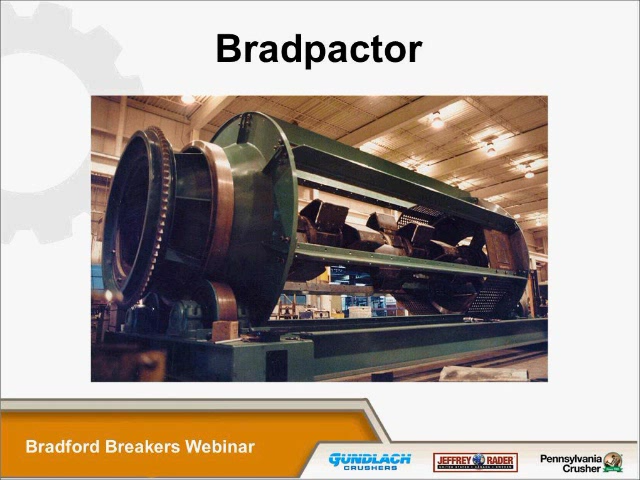 Bradpactor
Bradford Breakers Webinar
GUNDLACH
CRUSHERS
JEFFREY RADER
Pennsylvania
Crusher